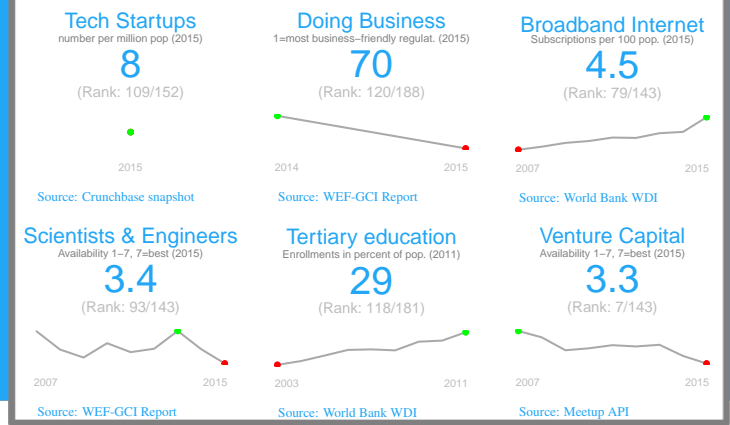 Tech Startups
number per million pop (2015)
8
(Rank: 109/152)
2015
Source: Crunchbase snapshot
Doing Business
1=most business−friendly regulat. (2015)
70
(Rank: 120/188)
2014 2015
Source: WEF-GCI Report
Broadband Internet
Subscriptions per 100 pop. (2015)
4.5
(Rank: 79/143)
2007 2015
Source: World Bank WDI
Scientists & Engineers
Availability 1−7, 7=best (2015)
3.4
(Rank: 93/143)
2007 2015
Source: WEF-GCI Report
Tertiary education
Enrollments in percent of pop. (2011)
29
(Rank: 118/181)
2003 2011
Source: World Bank WDI
Venture Capital
Availability 1−7, 7=best (2015)
3.3
(Rank: 7/143)
2007 2015
Source: Meetup API